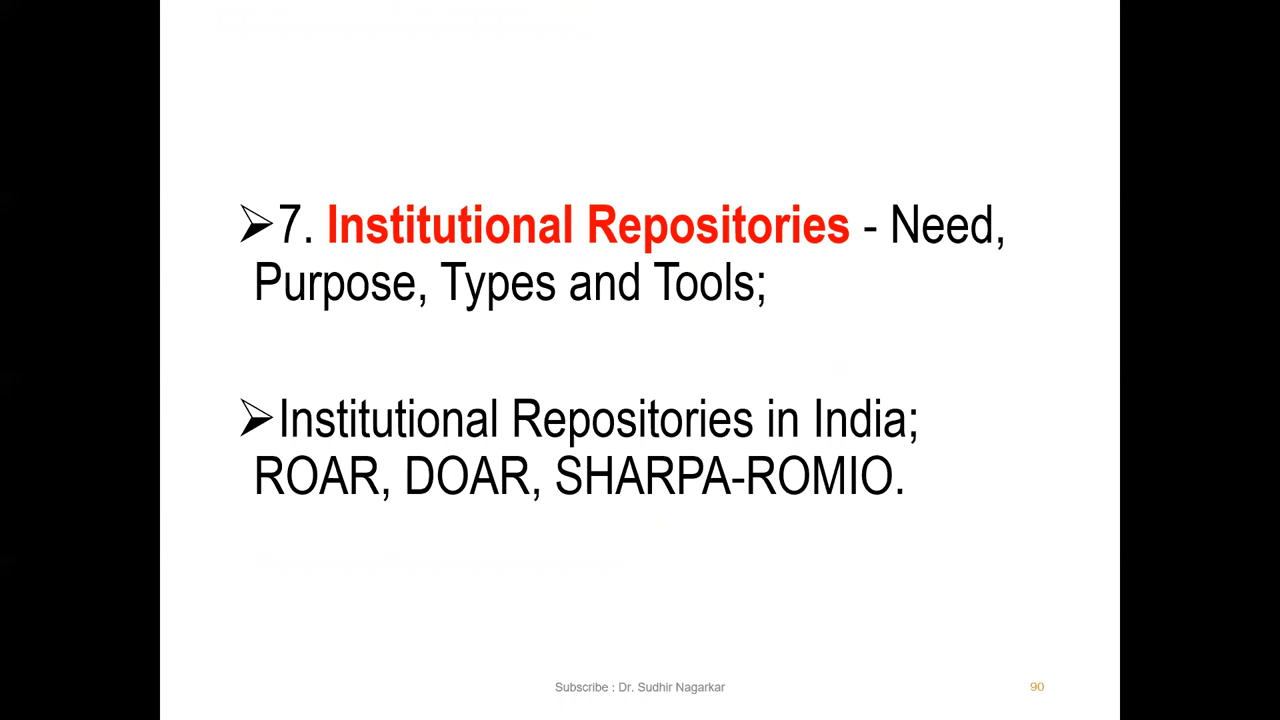 ➢7. Institutional Repositories - Need,
Purpose, Types and Tools;
➢Institutional Repositories in India;
ROAR, DOAR, SHARPA-ROMIO.
Subscribe : Dr. Sudhir Nagarkar
90